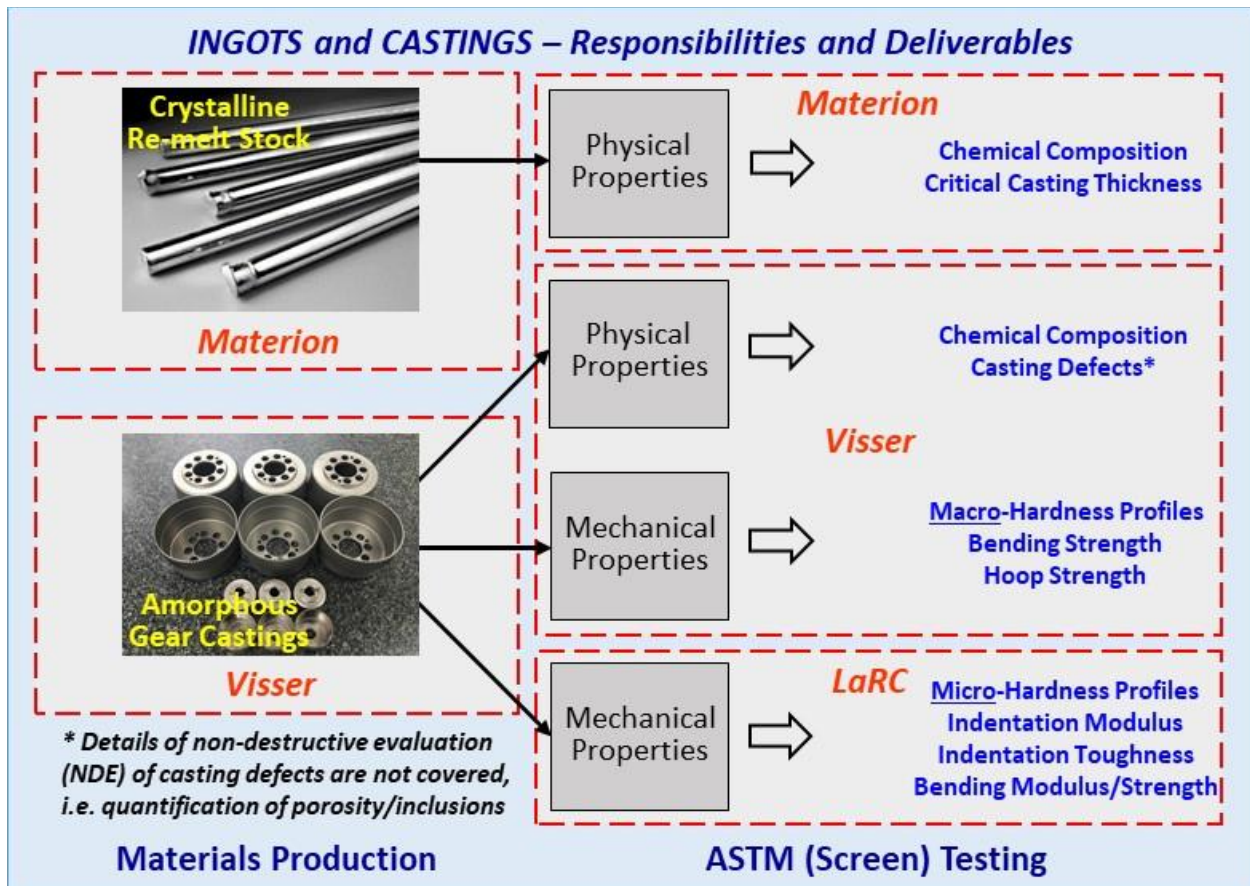 INGOTS and CASTINGS – Responsibilities and Deliverables
Crystalline
Re-melt Stock
Materion
Physical
Properties
Materion
Chemical Composition
Critical Casting Thickness
Amorphous
Gear Castings
Visser
Physical
Properties
Chemical Composition
Casting Defects*
Visser
Mechanical
Properties
Macro-Hardness Profiles
Bending Strength
Hoop Strength
Mechanical
Properties
LaRC
Micro-Hardness Profiles
Indentation Modulus
Indentation Toughness
Bending Modulus/Strength
* Details of non-destructive evaluation
(NDE) of casting defects are not covered,
i.e. quantification of porosity/inclusions
Materials Production
ASTM (Screen) Testing